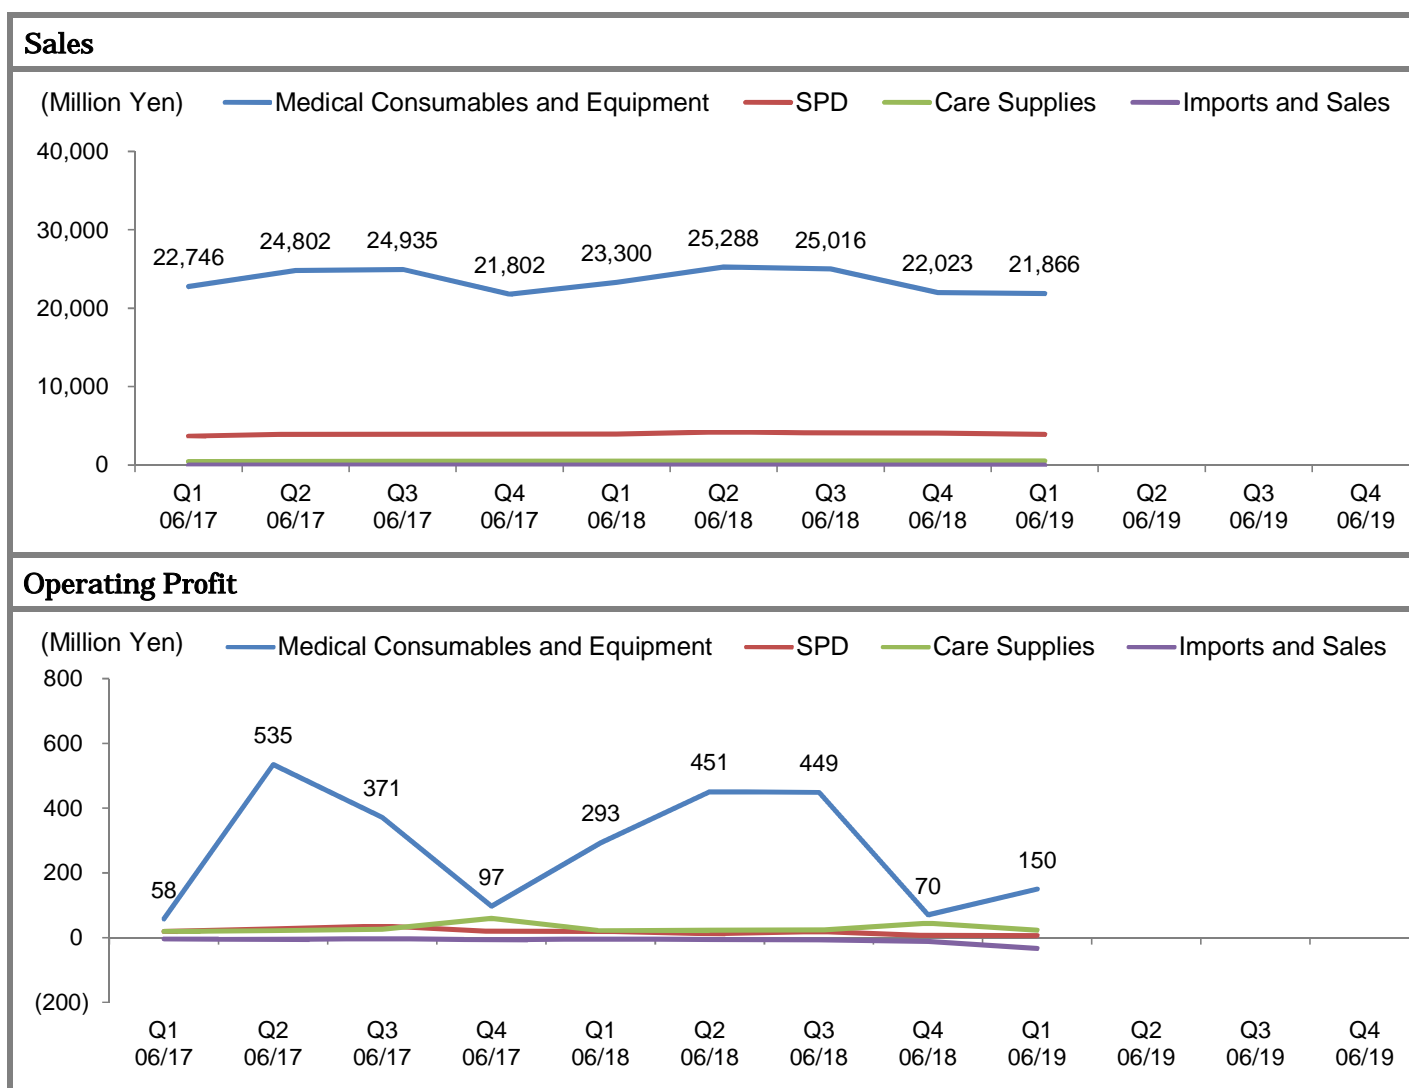 Sales
(Million Yen) Medical Consumables and Equipment SPD Care Supplies Imports and Sales
40,000
30,000
20,000
10,000
0
22,746 24,802 24,935 21,802 23,300 25,288 25,016 22,023 21,866
Q1 Q2 Q3 Q4 Q1 Q2 Q3 Q4 Q1 Q2 Q3 Q4
06/17 06/17 06/17 06/17 06/18 06/18 06/18 06/18 06/19 06/19 06/19 06/19
Operating Profit
(Million Yen) Medical Consumables and Equipment SPD Care Supplies Imports and Sales
800
600
400
200
0
(200)
58 535 371 97 293 451 449 70 150
Q1 Q2 Q3 Q4 Q1 Q2 Q3 Q4 Q1 Q2 Q3 Q4
06/17 06/17 06/17 06/17 06/18 06/18 06/18 06/18 06/19 06/19 06/19 06/19